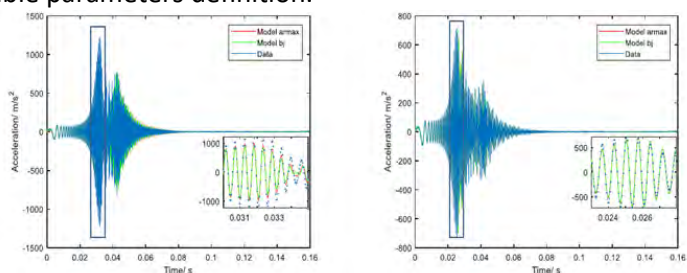 ble parameters definition.
1500
1000
500
0
-500
-1000
-1500
Acceleration/ m/s²
0 0.02 0.04 0.06 0.08 0.1 0.12 0.14 0.16
Time/ s
Model armax
Model bj
Data
1000
0
-1000
0.031 0.033
800
600
400
200
0
-200
-400
-600
-800
Acceleration/ m/s²
0 0.02 0.04 0.06 0.08 0.1 0.12 0.14 0.16
Time/ s
Model armax
Model bj
Data
500
0
-500
0.024 0.026